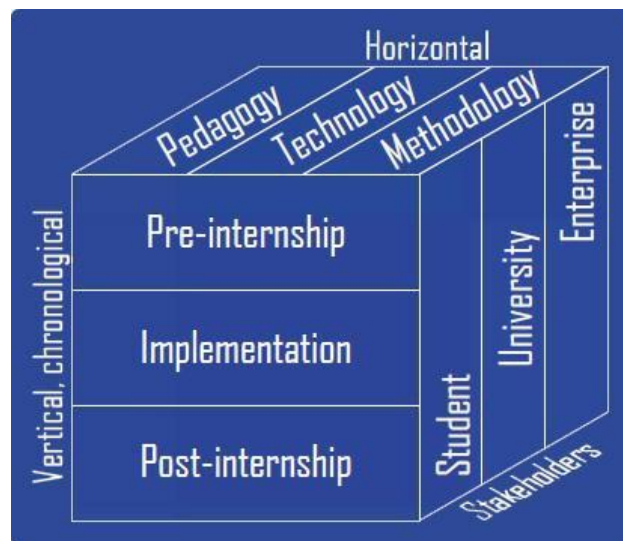 Horizontal
Pedagogy
Technology
Methodology
Vertical, chronological
Pre-internship
Implementation
Post-internship
Student
University
Enterprise
Stakeholders